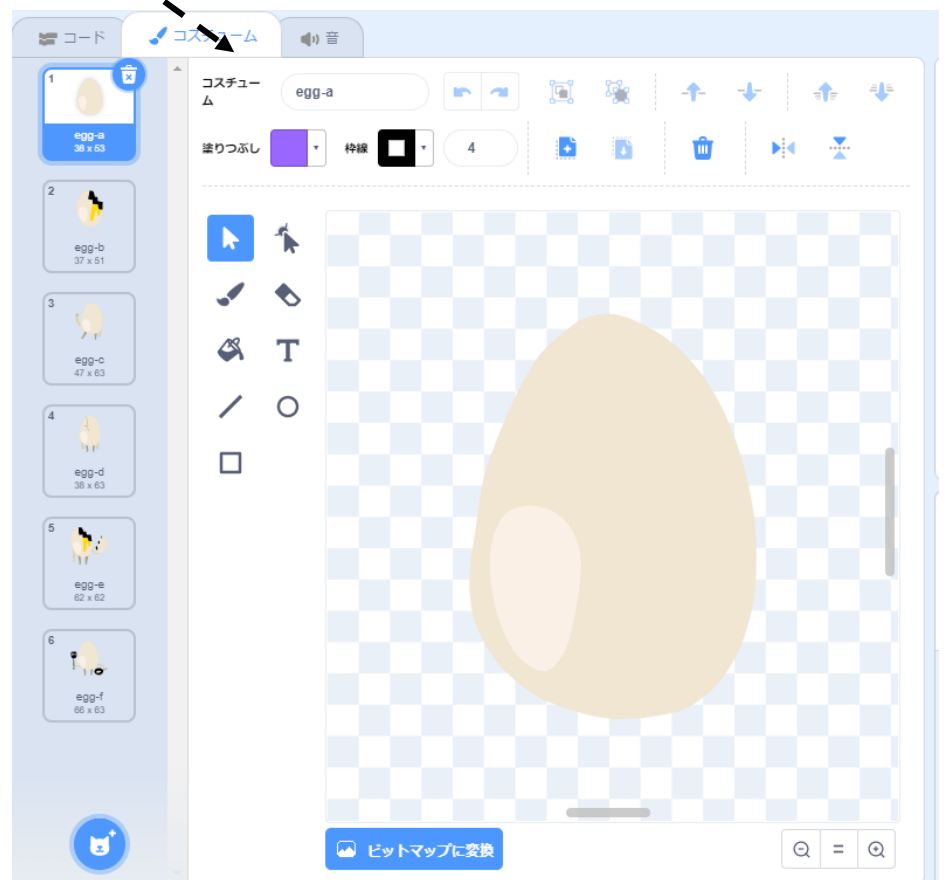 コード
コスチューム
音
1
egg-a
38 x 53
2
egg-b
37 x 51
3
egg-c
47 x 63
4
egg-d
38 x 63
5
egg-e
62 x 62
6
egg-f
66 x 63
コスチュー
ム
egg-a
塗りつぶし
枠線
4
T
ビットマップに変換